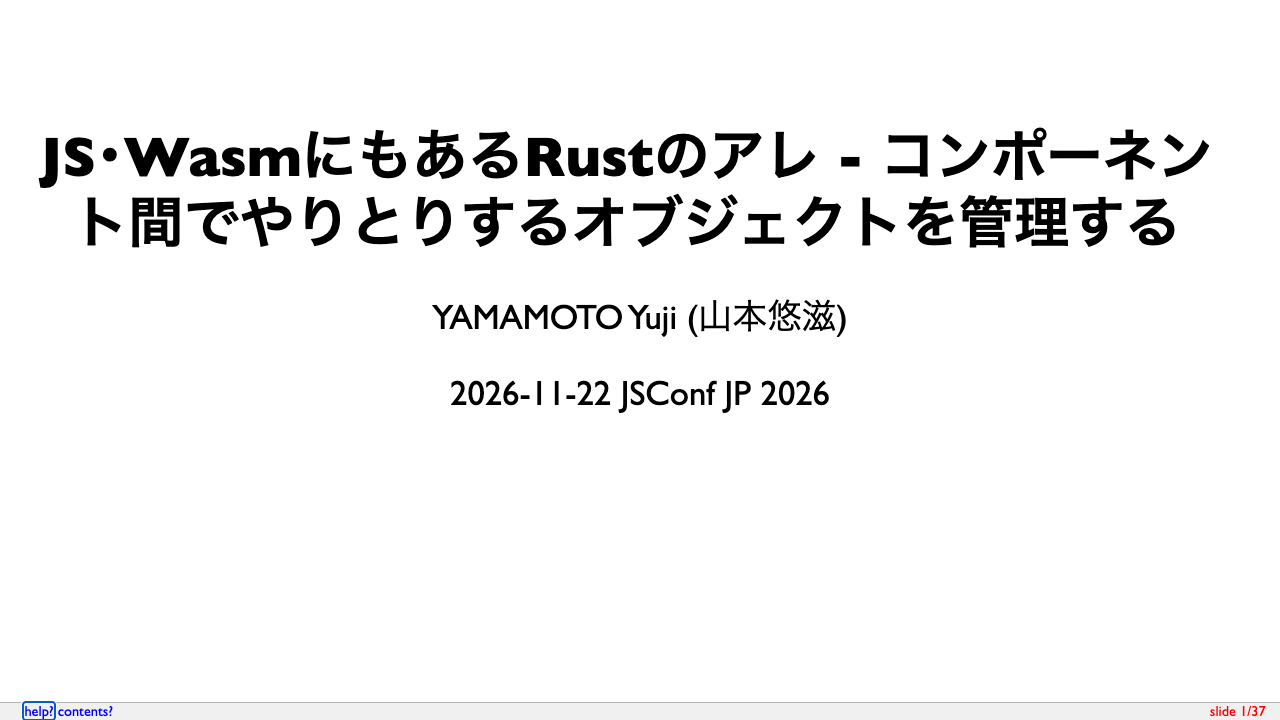 JS・WasmにもあるRustのアレ - コンポーネン
ト間でやりとりするオブジェクトを管理する
YAMAMOTO Yuji (山本悠滋)
2026-11-22 JSConf JP 2026
help? contents?
slide 1/37